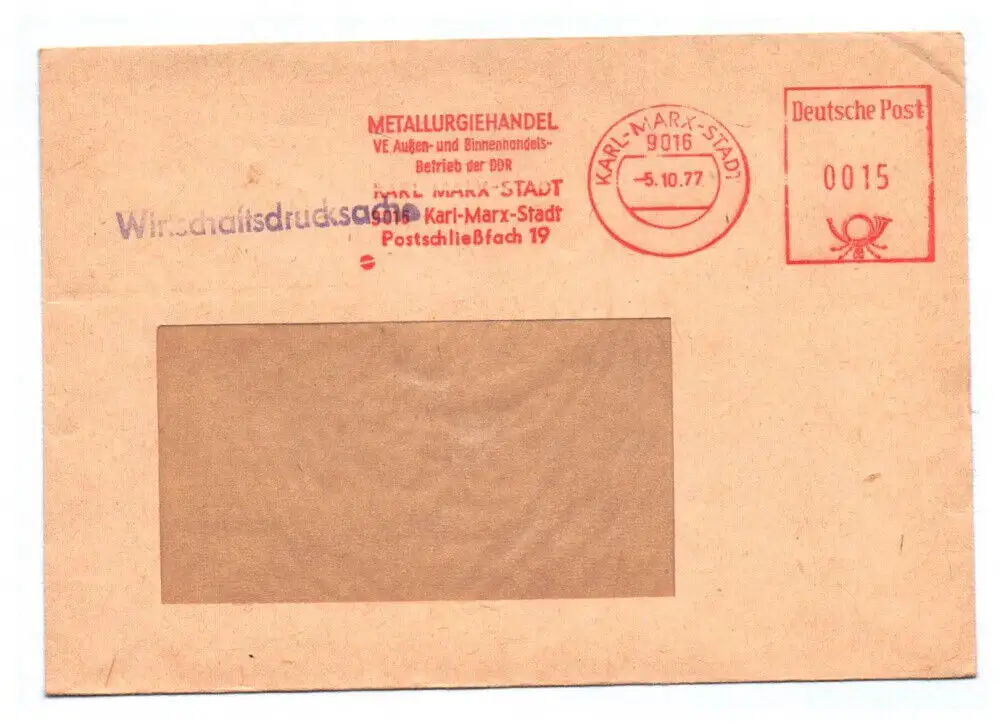 METALLURGIEHANDEL
VE Außen- und Binnenhandels-
Betrieb der DDR
KARL-MARX-STADT
9016 Karl-Marx-Stadt
Postschließfach 19
Wirtschaftsdrucksache
KARL-MARX-STADT
9016
-5.10.77
Deutsche Post
0015